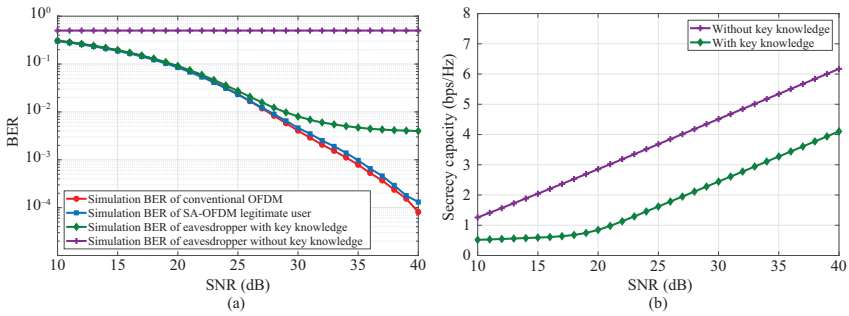 10^0
10^-1
10^-2
10^-3
10^-4
BER
Simulation BER of conventional OFDM
Simulation BER of SA-OFDM legitimate user
Simulation BER of eavesdropper with key knowledge
Simulation BER of eavesdropper without key knowledge
10 15 20 25 30 35 40
SNR (dB)
(a)
8
7
6
5
4
3
2
1
0
Secrecy capacity (bps/Hz)
Without key knowledge
With key knowledge
10 15 20 25 30 35 40
SNR (dB)
(b)